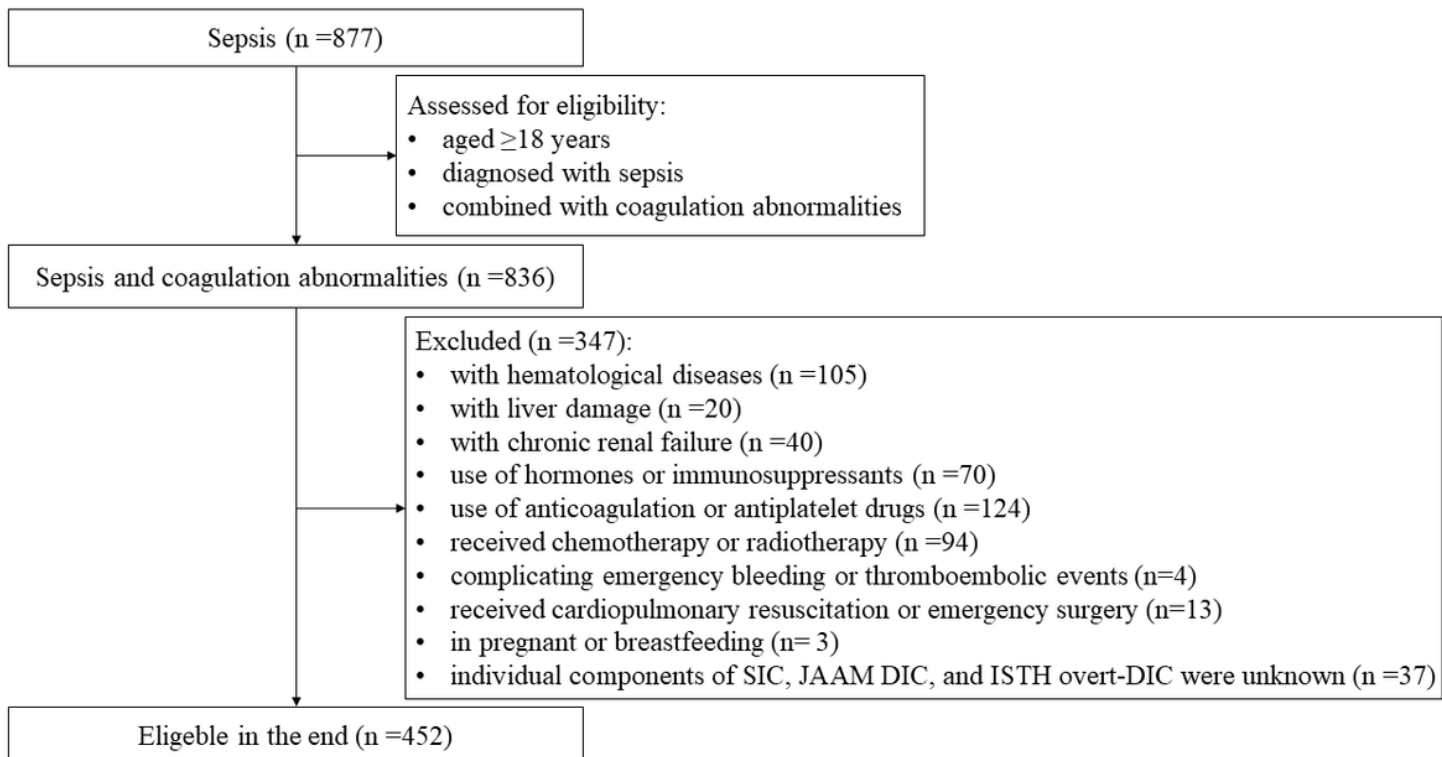 Sepsis (n =877)
Assessed for eligibility:
• aged ≥18 years
• diagnosed with sepsis
• combined with coagulation abnormalities
Sepsis and coagulation abnormalities (n =836)
Excluded (n =347):
• with hematological diseases (n =105)
• with liver damage (n =20)
• with chronic renal failure (n =40)
• use of hormones or immunosuppressants (n =70)
• use of anticoagulation or antiplatelet drugs (n =124)
• received chemotherapy or radiotherapy (n =94)
• complicating emergency bleeding or thromboembolic events (n=4)
• received cardiopulmonary resuscitation or emergency surgery (n=13)
• in pregnant or breastfeeding (n= 3)
• individual components of SIC, JAAM DIC, and ISTH overt-DIC were unknown (n =37)
Eligeble in the end (n =452)